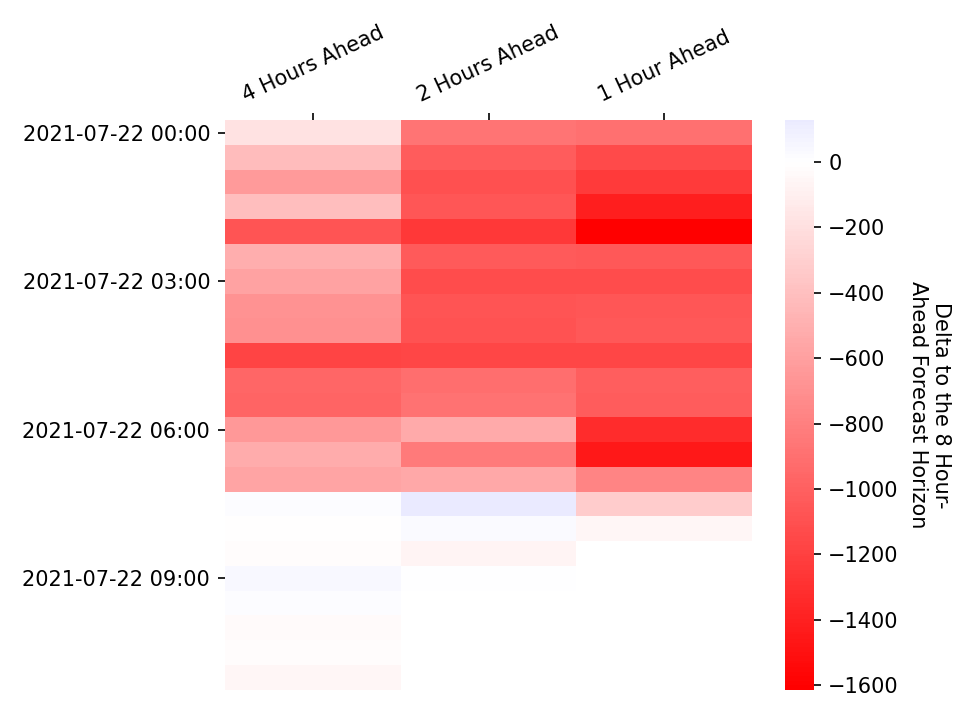 4 Hours Ahead
2 Hours Ahead
1 Hour Ahead
2021-07-22 00:00
2021-07-22 03:00
2021-07-22 06:00
2021-07-22 09:00
0
−200
−400
−600
−800
−1000
−1200
−1400
−1600
Delta to the 8 Hour-
Ahead Forecast Horizon